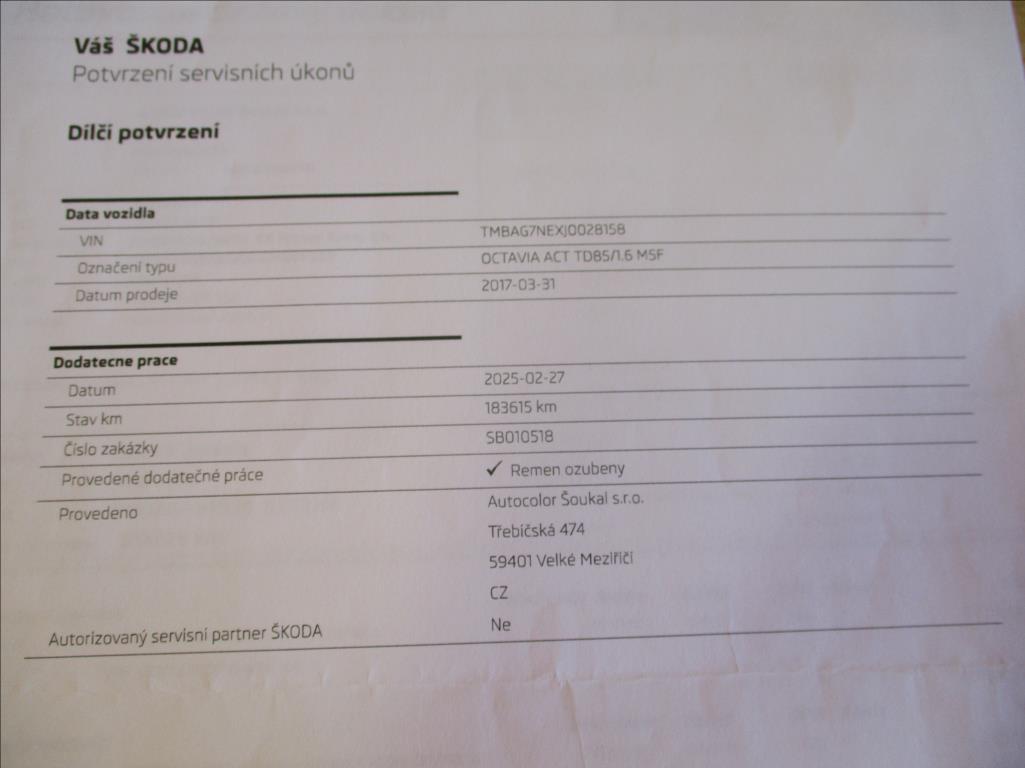 Váš ŠKODA
Potvrzení servisních úkonů
Dílčí potvrzení
Data vozidla
VIN TMBAG7NEXJ0028158
Označení typu OCTAVIA ACT TD85/1.6 M5F
Datum prodeje 2017-03-31
Dodatecne prace
Datum 2025-02-27
Stav km 183615 km
Číslo zakázky SB010518
Provedené dodatečné práce ✓ Remen ozubeny
Provedeno Autocolor Šoukal s.r.o.
Třebíčská 474
59401 Velké Meziříčí
CZ
Autorizovaný servisní partner ŠKODA Ne